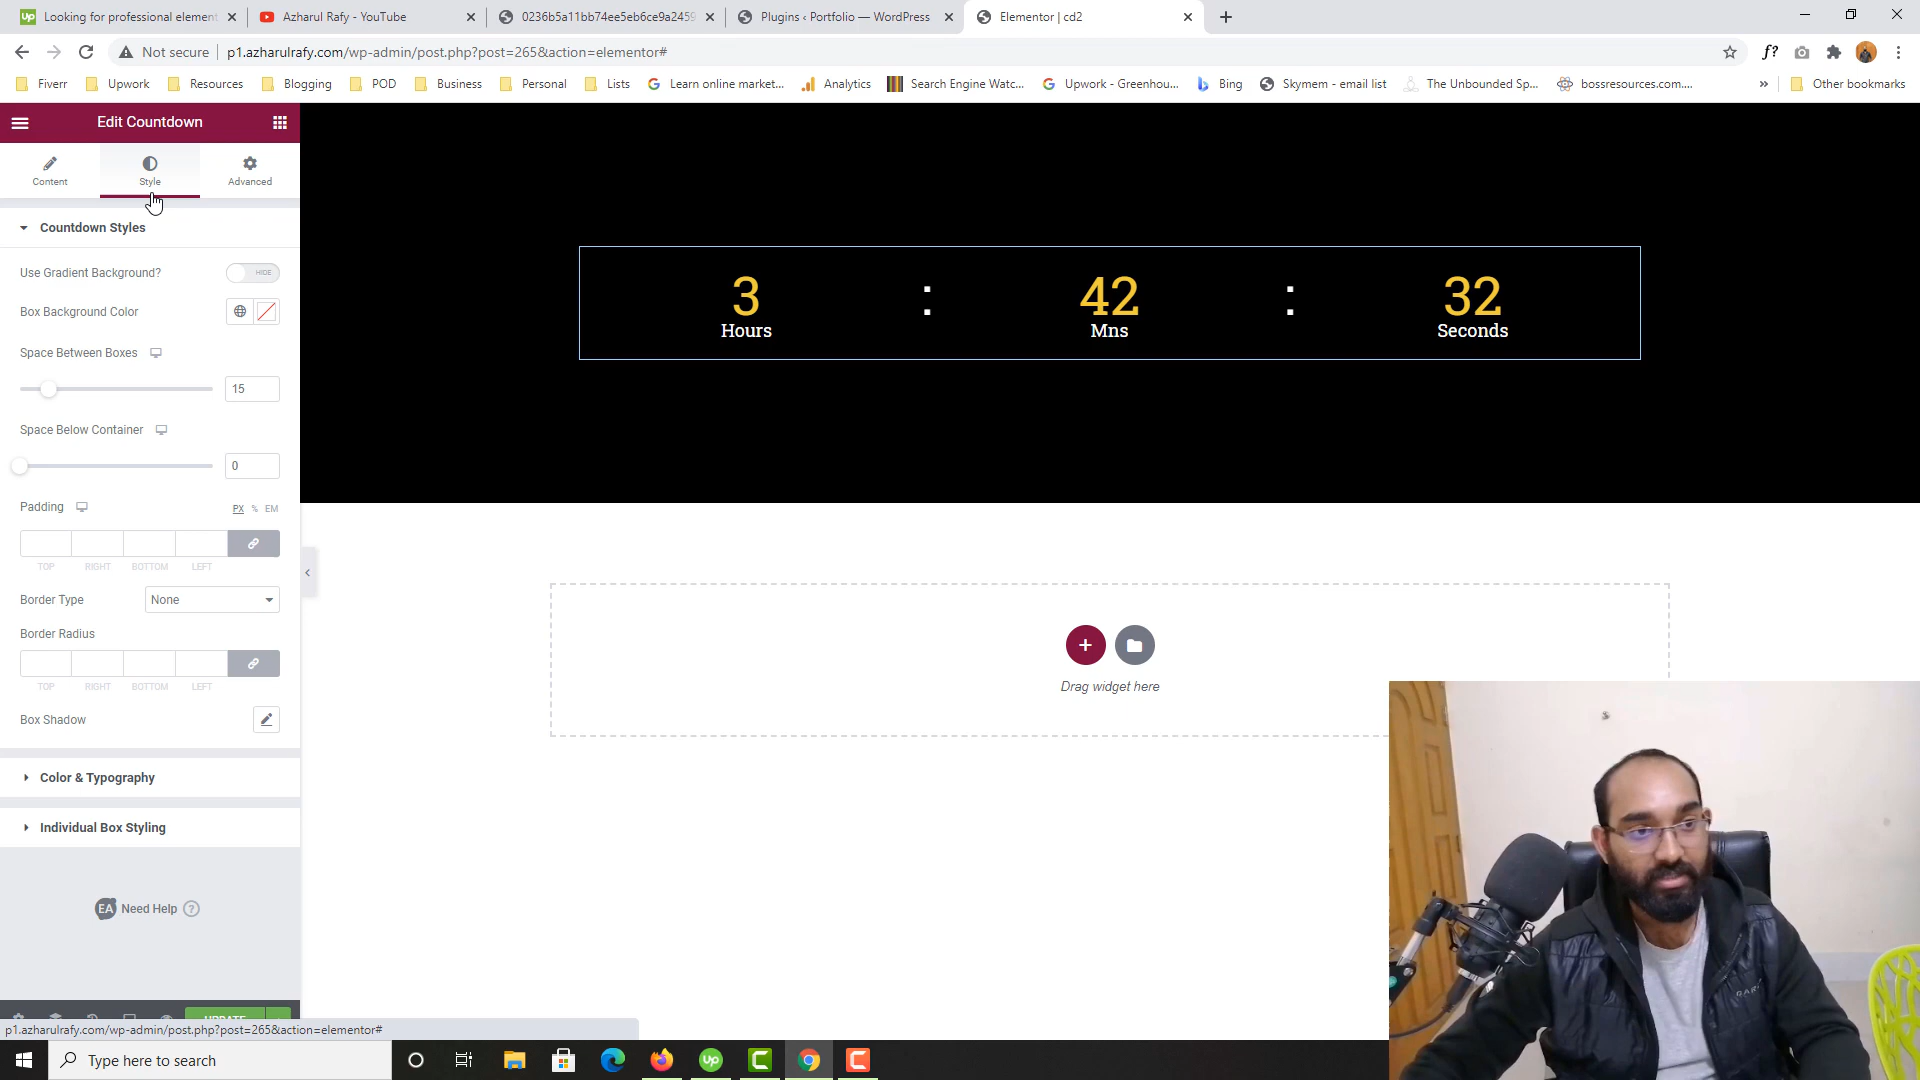 Looking for professional element
Azharul Rafy - YouTube
0236b5a11bb74ee5eb6ce9a2459
Plugins ‹ Portfolio — WordPress
Elementor | cd2
Not secure
p1.azharulrafy.com/wp-admin/post.php?post=265&action=elementor#
f?
Fiverr
Upwork
Resources
Blogging
POD
Business
Personal
Lists
Learn online market...
Analytics
Search Engine Watc...
Upwork - Greenhou...
Bing
Skymem - email list
The Unbounded Sp...
bossresources.com....
»
Other bookmarks
Edit Countdown
Content
Style
Advanced
Countdown Styles
Use Gradient Background?
HIDE
Box Background Color
Space Between Boxes
15
Space Below Container
0
Padding
PX % EM
TOP RIGHT BOTTOM LEFT
Border Type
None
Border Radius
TOP RIGHT BOTTOM LEFT
Box Shadow
Color & Typography
Individual Box Styling
EA Need Help ?
UPDATE
3 : 42 : 32
Hours Mns Seconds
Drag widget here
p1.azharulrafy.com/wp-admin/post.php?post=265&action=elementor#
Type here to search